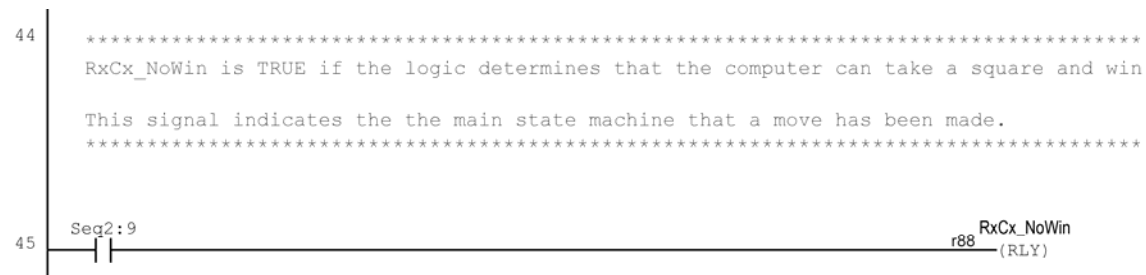 44
*************************************************************************************
RxCx_NoWin is TRUE if the logic determines that the computer can take a square and win
This signal indicates the the main state machine that a move has been made.
*************************************************************************************
Seq2:9
RxCx_NoWin
45
r88
(RLY)